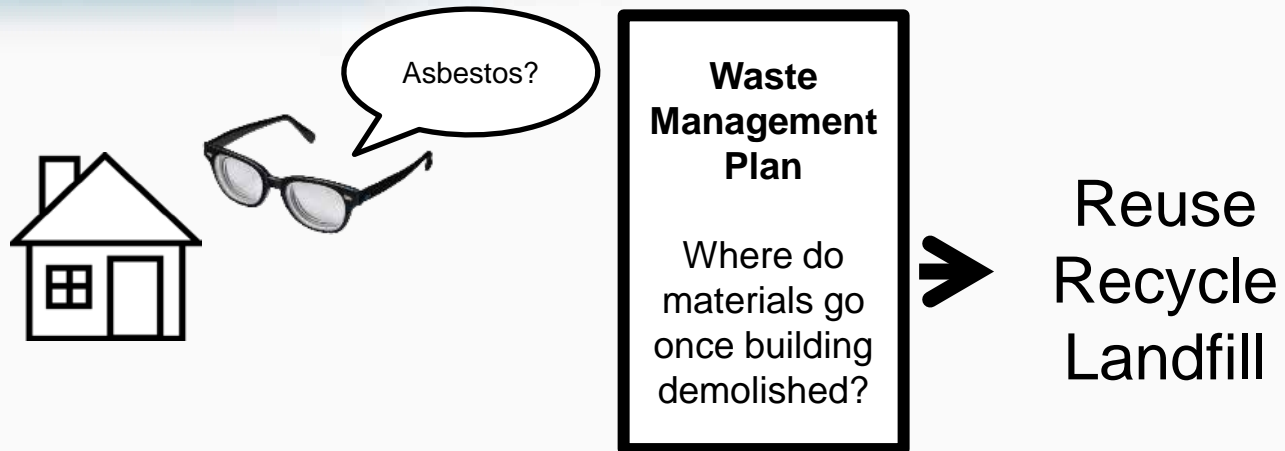 Asbestos?
Waste
Management
Plan
Where do
materials go
once building
demolished?
Reuse
Recycle
Landfill